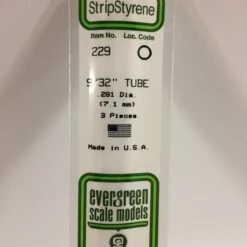 StripStyrene
Item No. Loc. Code
229
9/32" TUBE
.281 Dia.
(7.1 mm)
3 Pieces
Made in U.S.A.
evergreen
scale models